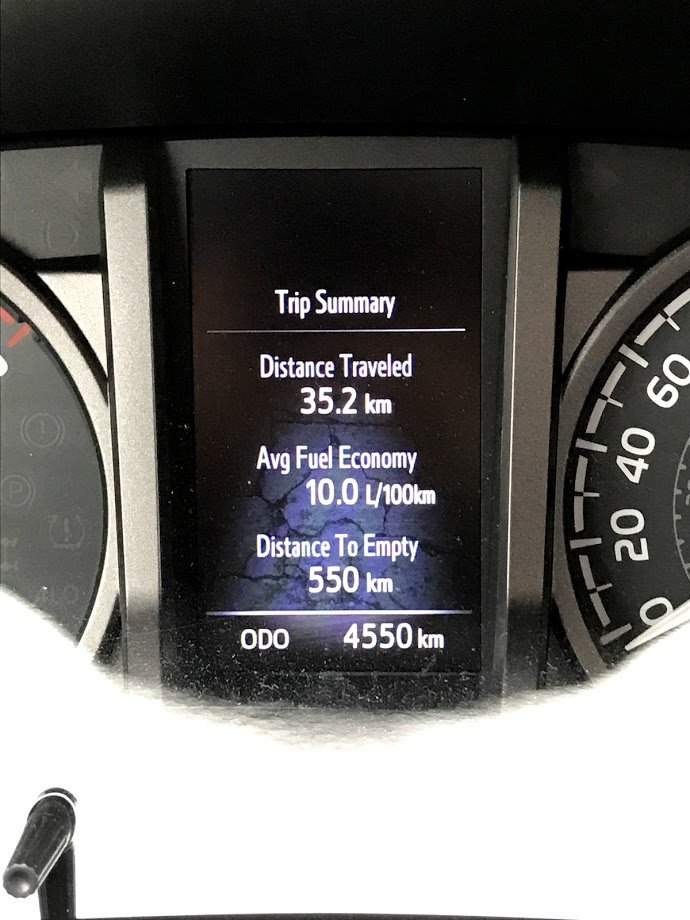 Trip Summary
Distance Traveled
35.2 km
Avg Fuel Economy
10.0 L/100km
Distance To Empty
550 km
ODO 4550 km
60
40
20
0
P